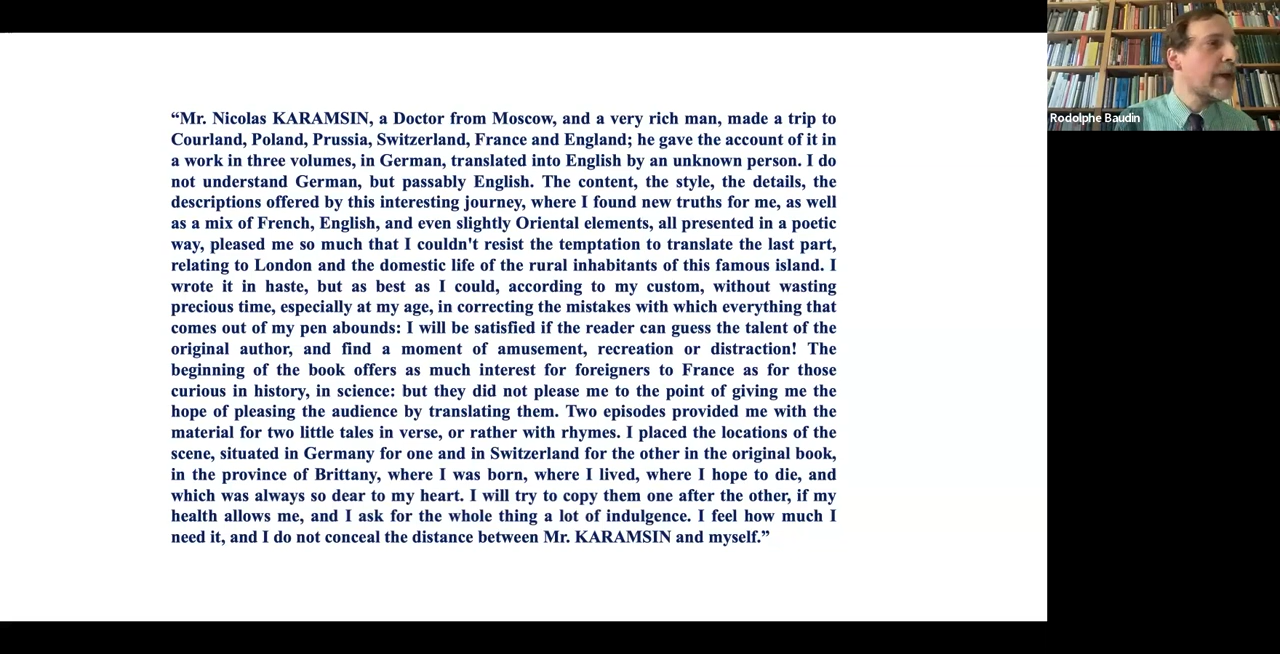 “Mr. Nicolas KARAMSIN, a Doctor from Moscow, and a very rich man, made a trip to
Courland, Poland, Prussia, Switzerland, France and England; he gave the account of it in
a work in three volumes, in German, translated into English by an unknown person. I do
not understand German, but passably English. The content, the style, the details, the
descriptions offered by this interesting journey, where I found new truths for me, as well
as a mix of French, English, and even slightly Oriental elements, all presented in a poetic
way, pleased me so much that I couldn't resist the temptation to translate the last part,
relating to London and the domestic life of the rural inhabitants of this famous island. I
wrote it in haste, but as best as I could, according to my custom, without wasting
precious time, especially at my age, in correcting the mistakes with which everything that
comes out of my pen abounds: I will be satisfied if the reader can guess the talent of the
original author, and find a moment of amusement, recreation or distraction! The
beginning of the book offers as much interest for foreigners to France as for those
curious in history, in science: but they did not please me to the point of giving me the
hope of pleasing the audience by translating them. Two episodes provided me with the
material for two little tales in verse, or rather with rhymes. I placed the locations of the
scene, situated in Germany for one and in Switzerland for the other in the original book,
in the province of Brittany, where I was born, where I lived, where I hope to die, and
which was always so dear to my heart. I will try to copy them one after the other, if my
health allows me, and I ask for the whole thing a lot of indulgence. I feel how much I
need it, and I do not conceal the distance between Mr. KARAMSIN and myself.”
Rodolphe Baudin